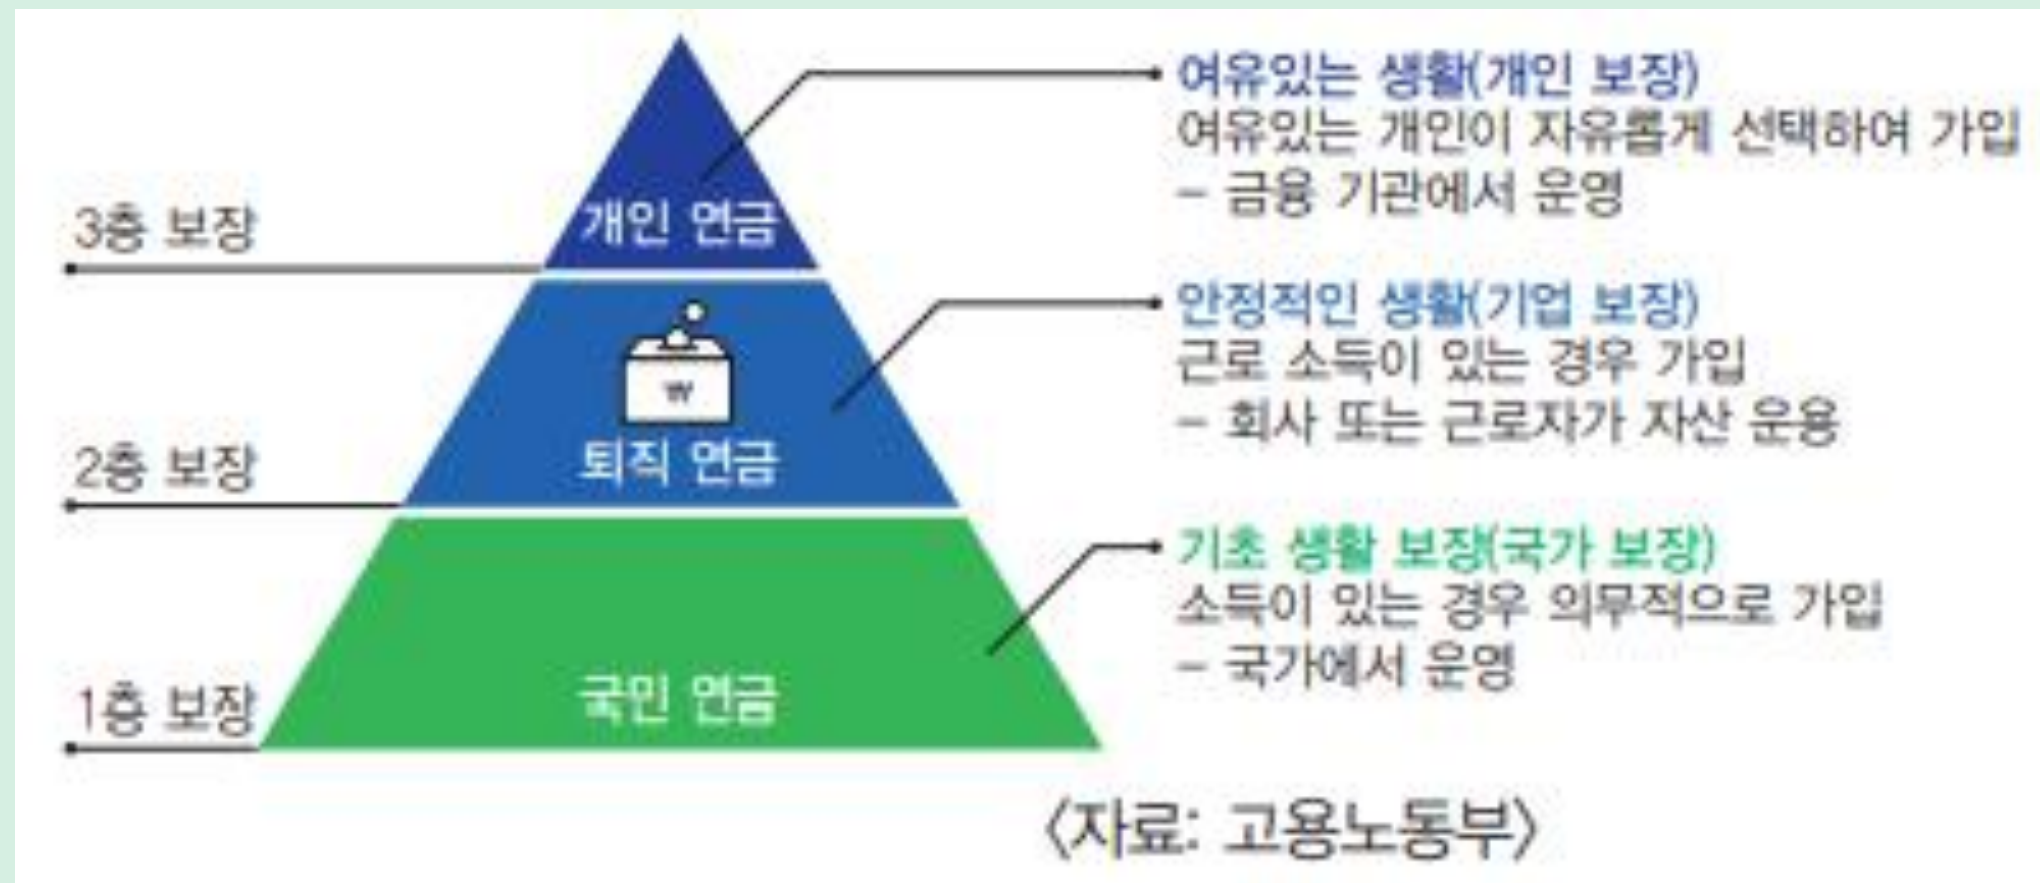 여유있는 생활(개인 보장)
여유있는 개인이 자유롭게 선택하여 가입
- 금융 기관에서 운영
3층 보장
개인 연금
안정적인 생활(기업 보장)
근로 소득이 있는 경우 가입
- 회사 또는 근로자가 자산 운용
₩
2층 보장
퇴직 연금
기초 생활 보장(국가 보장)
소득이 있는 경우 의무적으로 가입
- 국가에서 운영
1층 보장
국민 연금
<자료: 고용노동부>